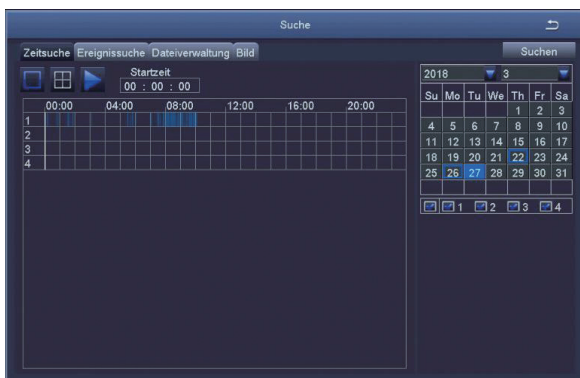 Suche
Zeitsuche Ereignissuche Dateiverwaltung Bild
Suchen
Startzeit
00 : 00 : 00
00:00 04:00 08:00 12:00 16:00 20:00
1
2
3
4
2018 3
Su Mo Tu We Th Fr Sa
1 2 3
4 5 6 7 8 9 10
11 12 13 14 15 16 17
18 19 20 21 22 23 24
25 26 27 28 29 30 31
1 2 3 4